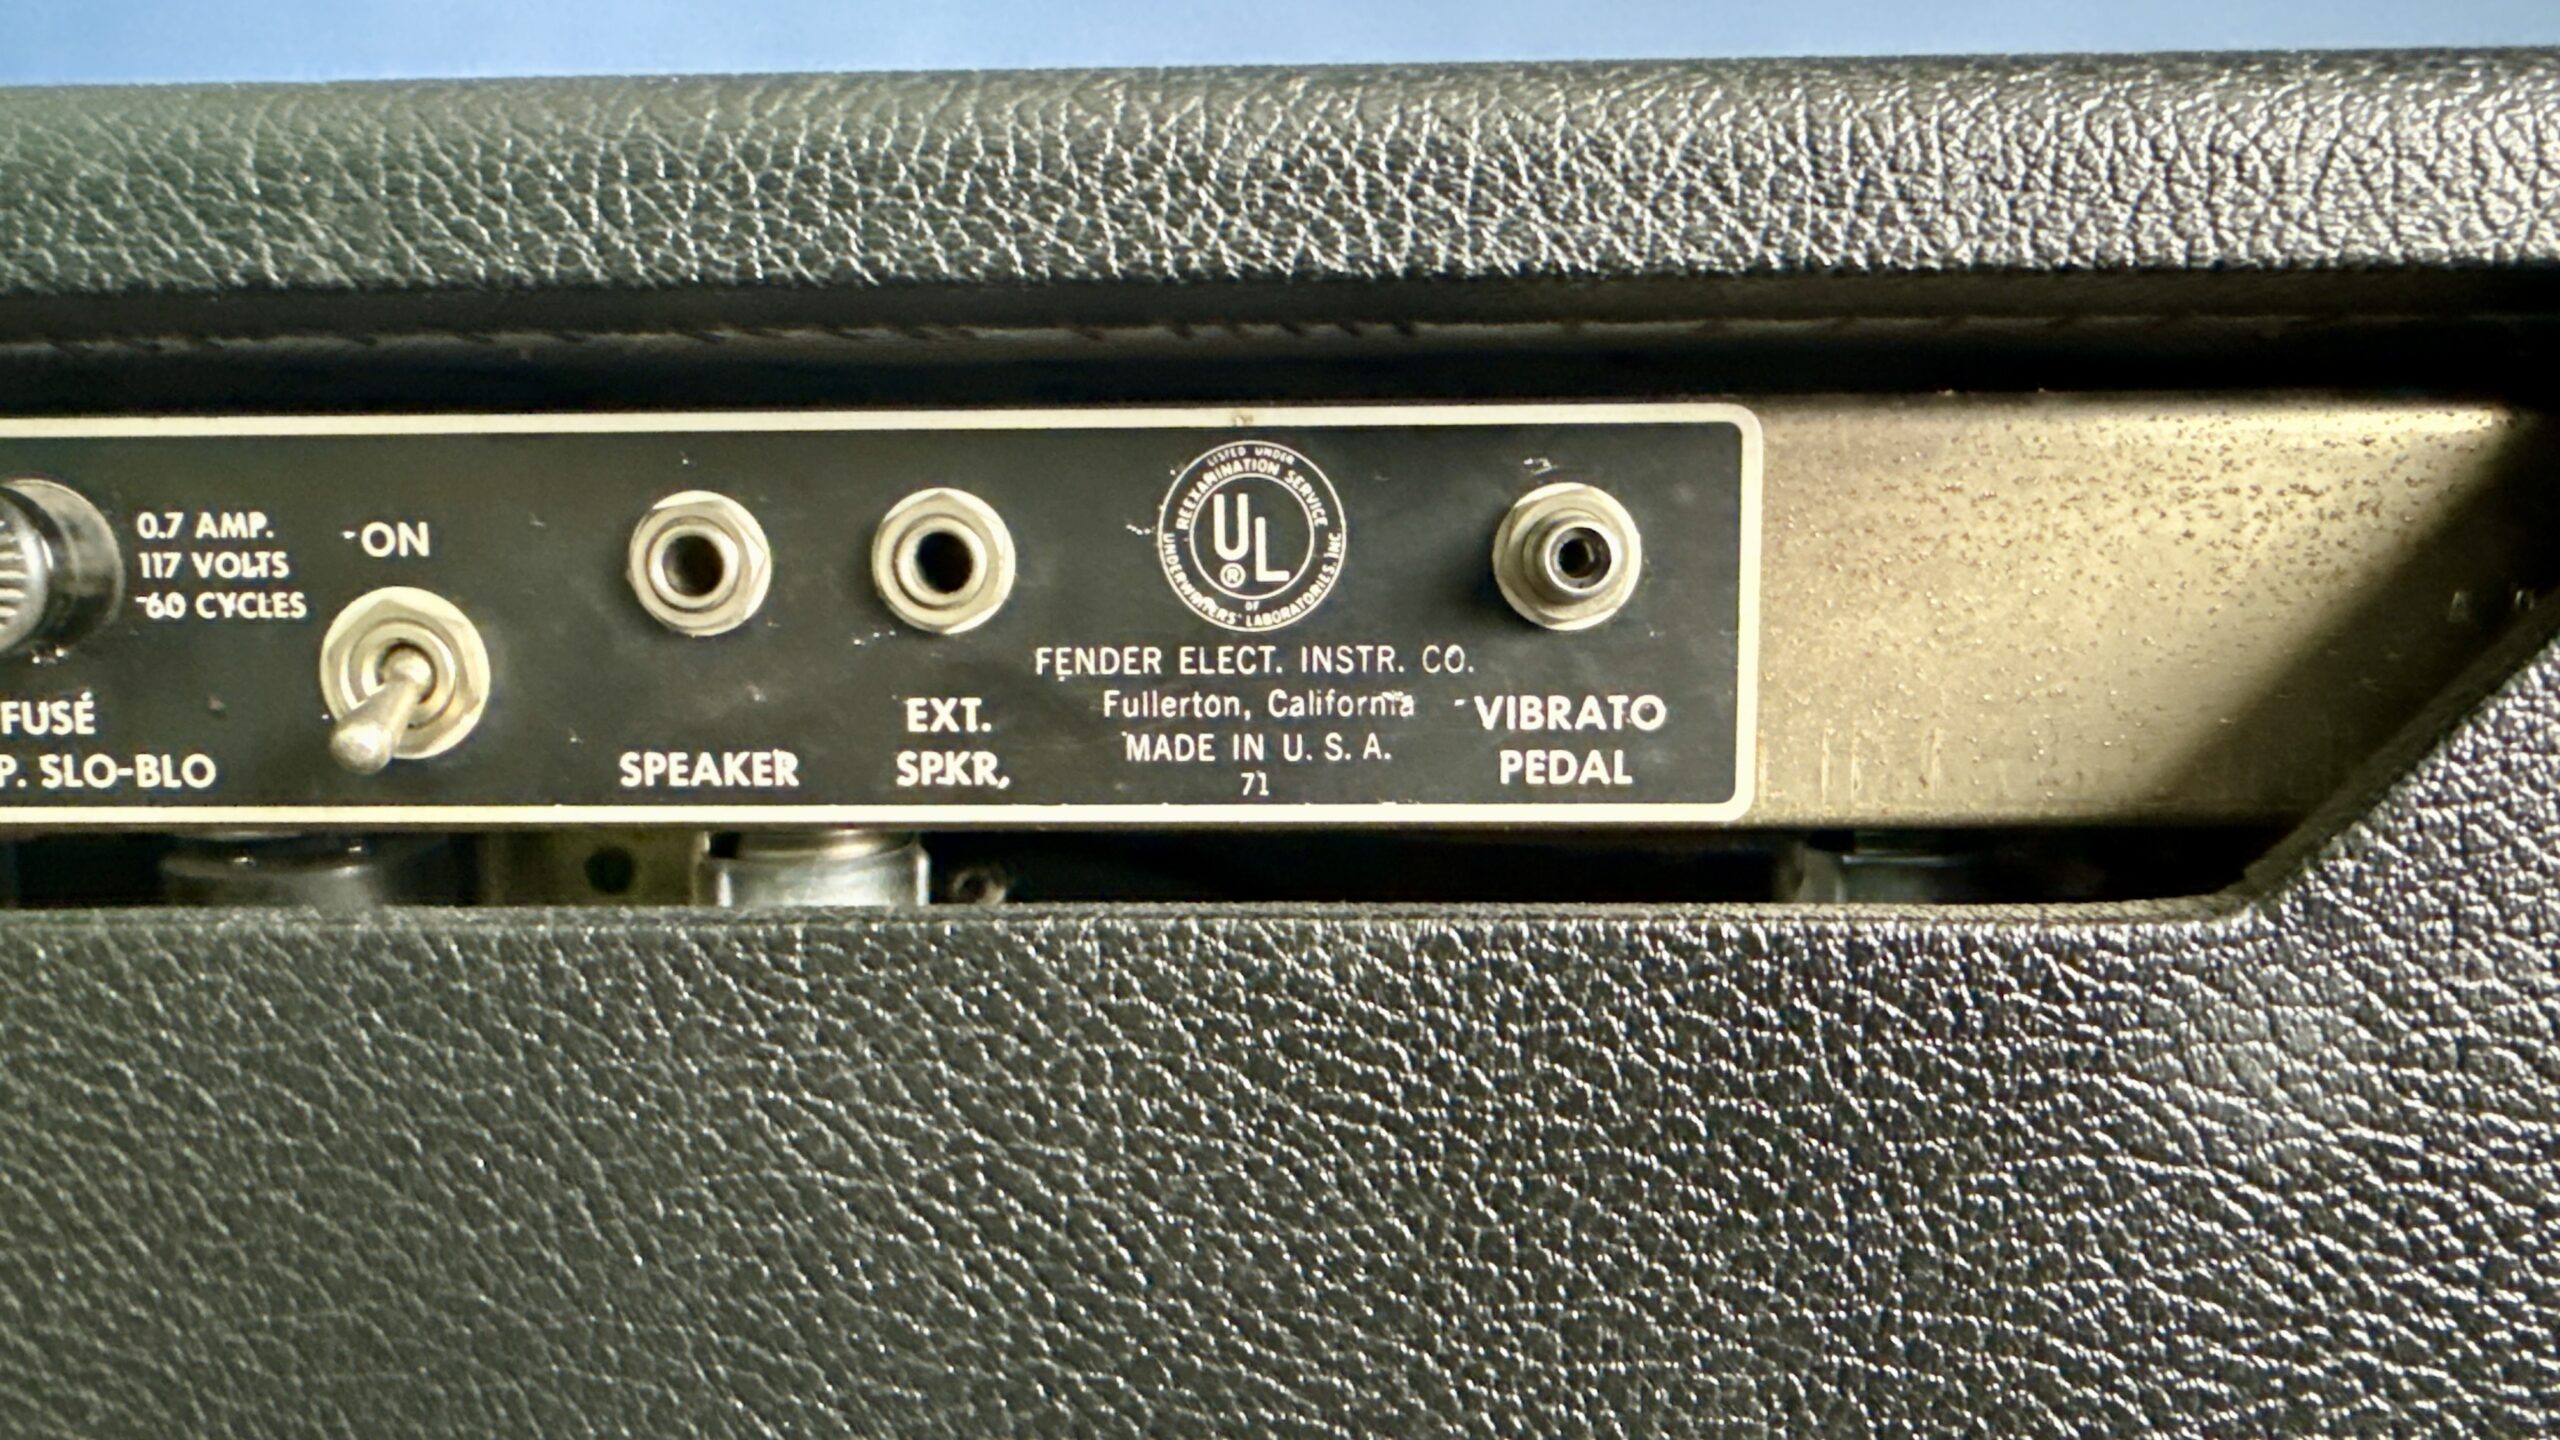 0.7 AMP.
117 VOLTS
60 CYCLES
ON
FUSE
P. SLO-BLO
SPEAKER
EXT.
SPKR,
LISTED UNDER
REEXAMINATION SERVICE
UL
®
OF
UNDERWRITERS' LABORATORIES, INC
FENDER ELECT. INSTR. CO.
Fullerton, California
MADE IN U. S. A.
71
VIBRATO
PEDAL